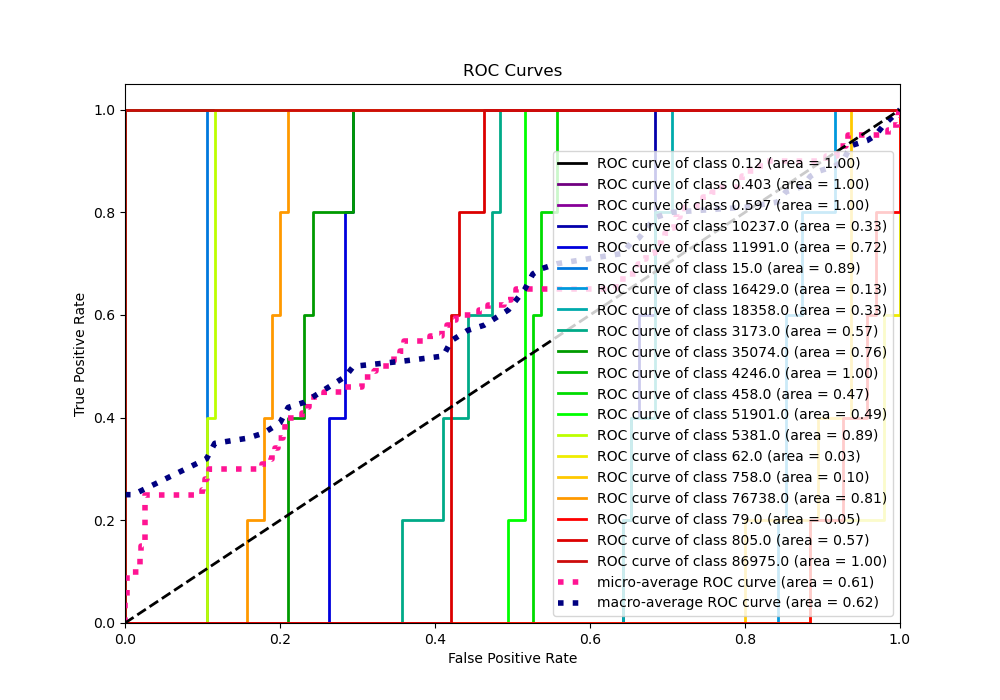 ROC Curves
True Positive Rate
1.0
0.8
0.6
0.4
0.2
0.0
ROC curve of class 0.12 (area = 1.00)
ROC curve of class 0.403 (area = 1.00)
ROC curve of class 0.597 (area = 1.00)
ROC curve of class 10237.0 (area = 0.33)
ROC curve of class 11991.0 (area = 0.72)
ROC curve of class 15.0 (area = 0.89)
ROC curve of class 16429.0 (area = 0.13)
ROC curve of class 18358.0 (area = 0.33)
ROC curve of class 3173.0 (area = 0.57)
ROC curve of class 35074.0 (area = 0.76)
ROC curve of class 4246.0 (area = 1.00)
ROC curve of class 458.0 (area = 0.47)
ROC curve of class 51901.0 (area = 0.49)
ROC curve of class 5381.0 (area = 0.89)
ROC curve of class 62.0 (area = 0.03)
ROC curve of class 758.0 (area = 0.10)
ROC curve of class 76738.0 (area = 0.81)
ROC curve of class 79.0 (area = 0.05)
ROC curve of class 805.0 (area = 0.57)
ROC curve of class 86975.0 (area = 1.00)
micro-average ROC curve (area = 0.61)
macro-average ROC curve (area = 0.62)
0.0 0.2 0.4 0.6 0.8 1.0
False Positive Rate